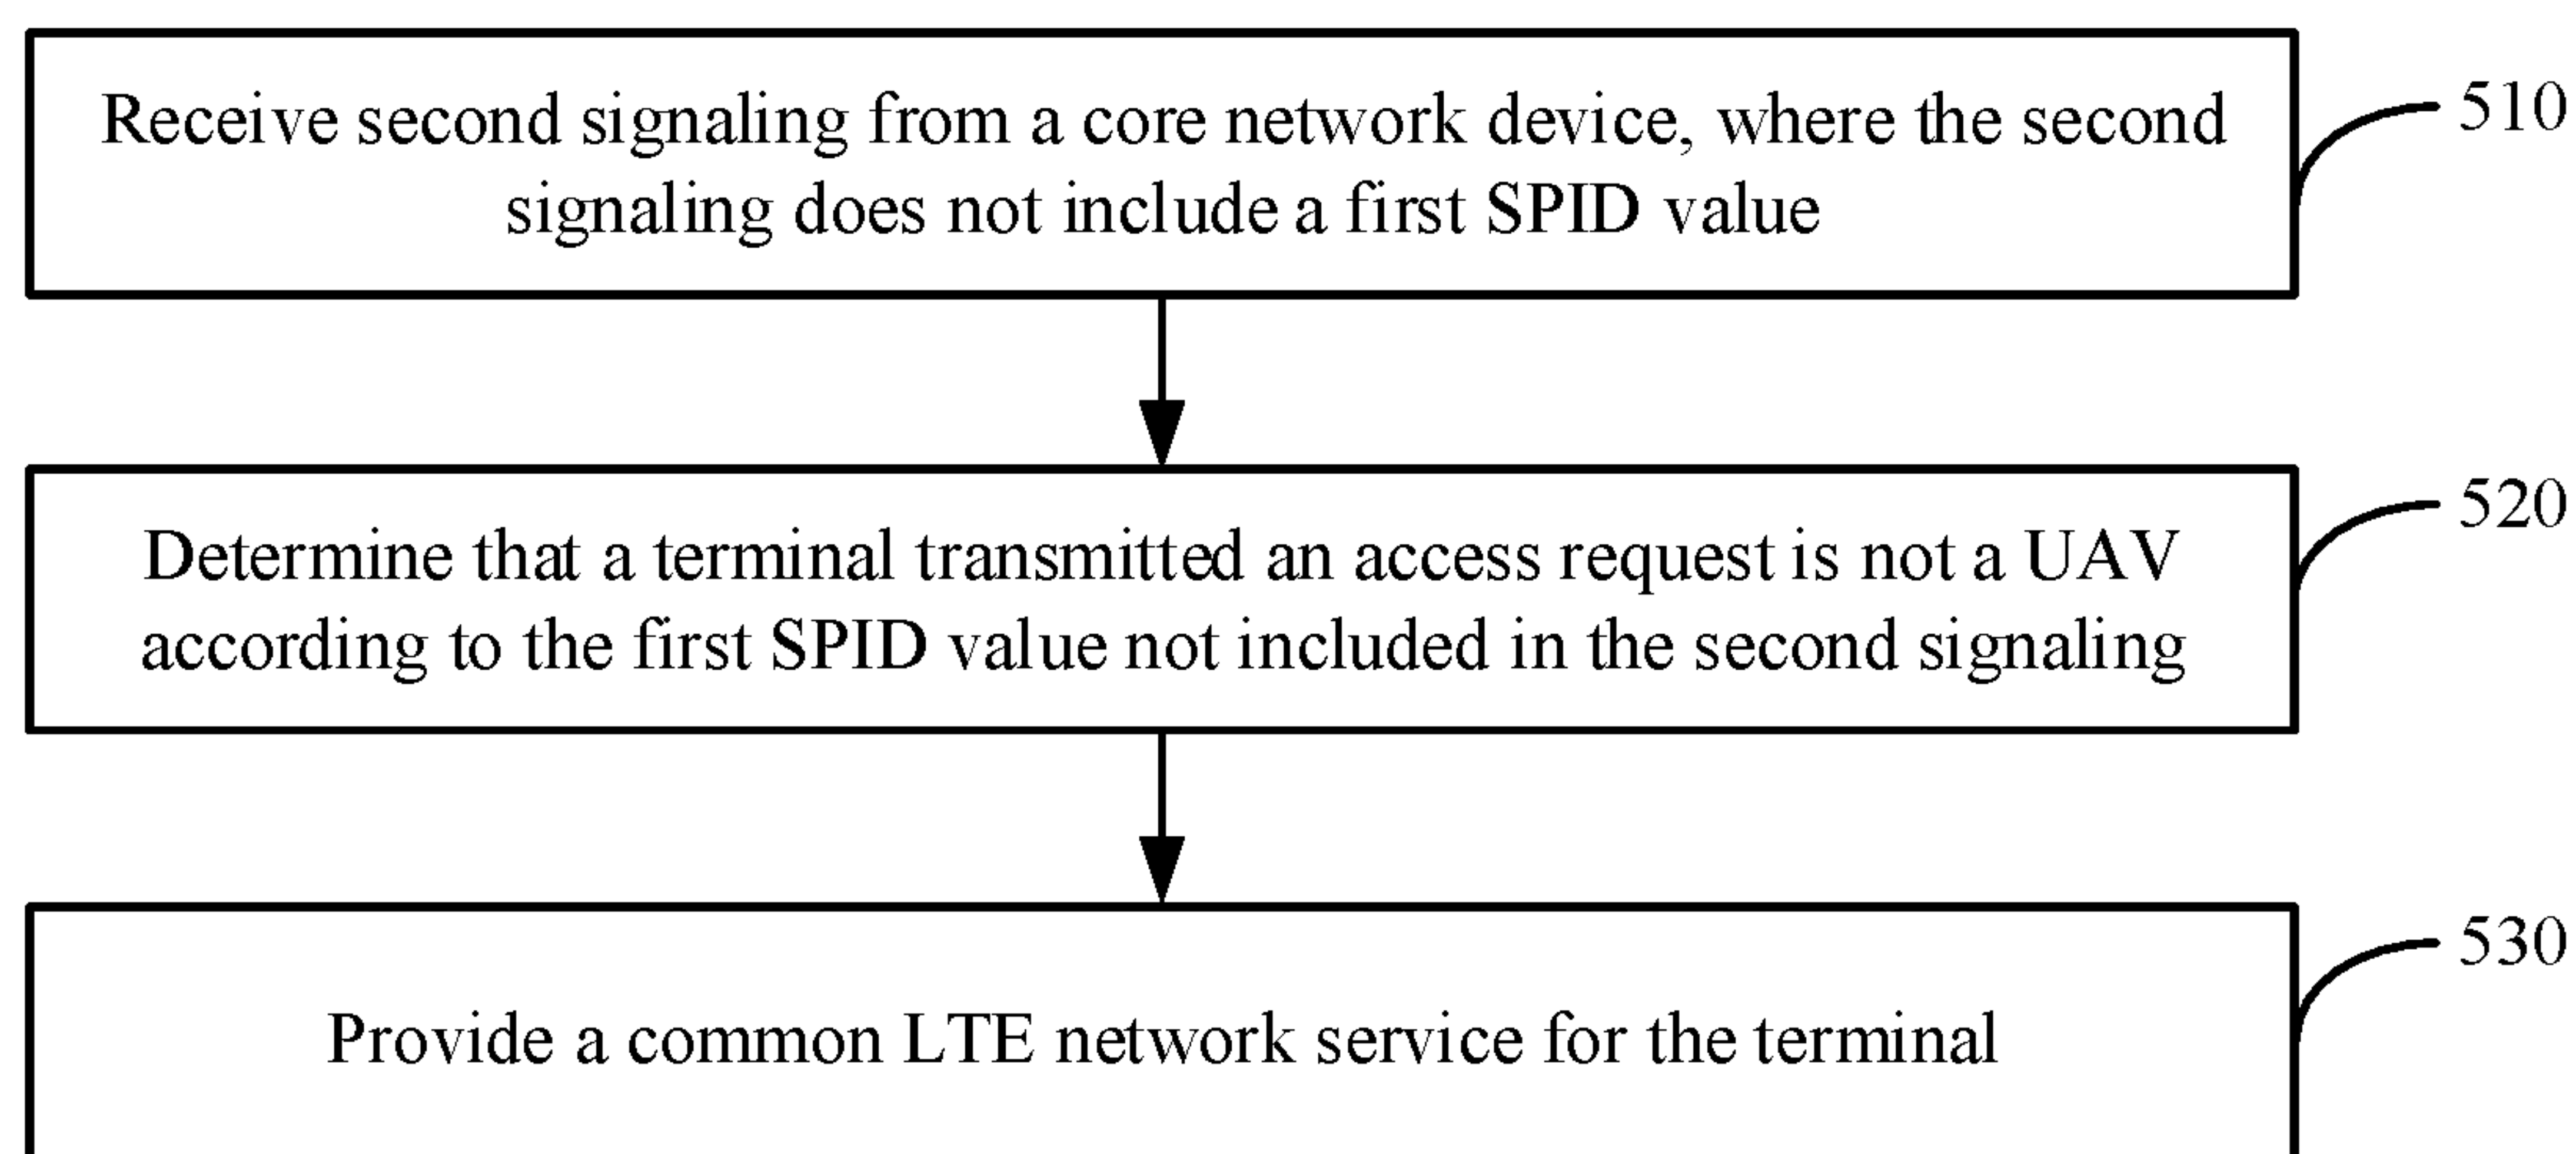 Receive second signaling from a core network device, where the second
signaling does not include a first SPID value
510
Determine that a terminal transmitted an access request is not a UAV
according to the first SPID value not included in the second signaling
520
Provide a common LTE network service for the terminal
530